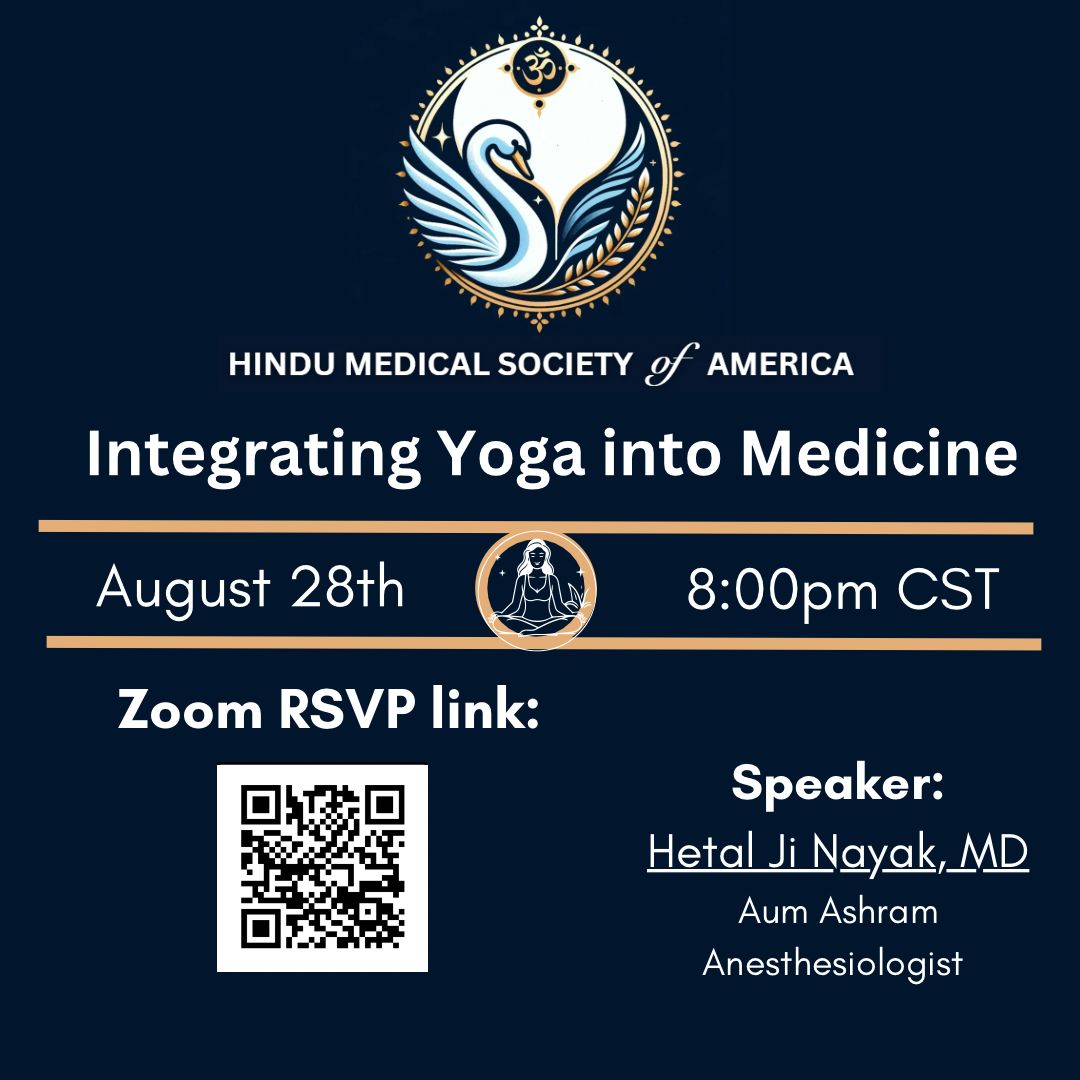 ॐ
HINDU MEDICAL SOCIETY of AMERICA
Integrating Yoga into Medicine
August 28th
8:00pm CST
Zoom RSVP link:
Speaker:
Hetal Ji Nayak, MD
Aum Ashram
Anesthesiologist